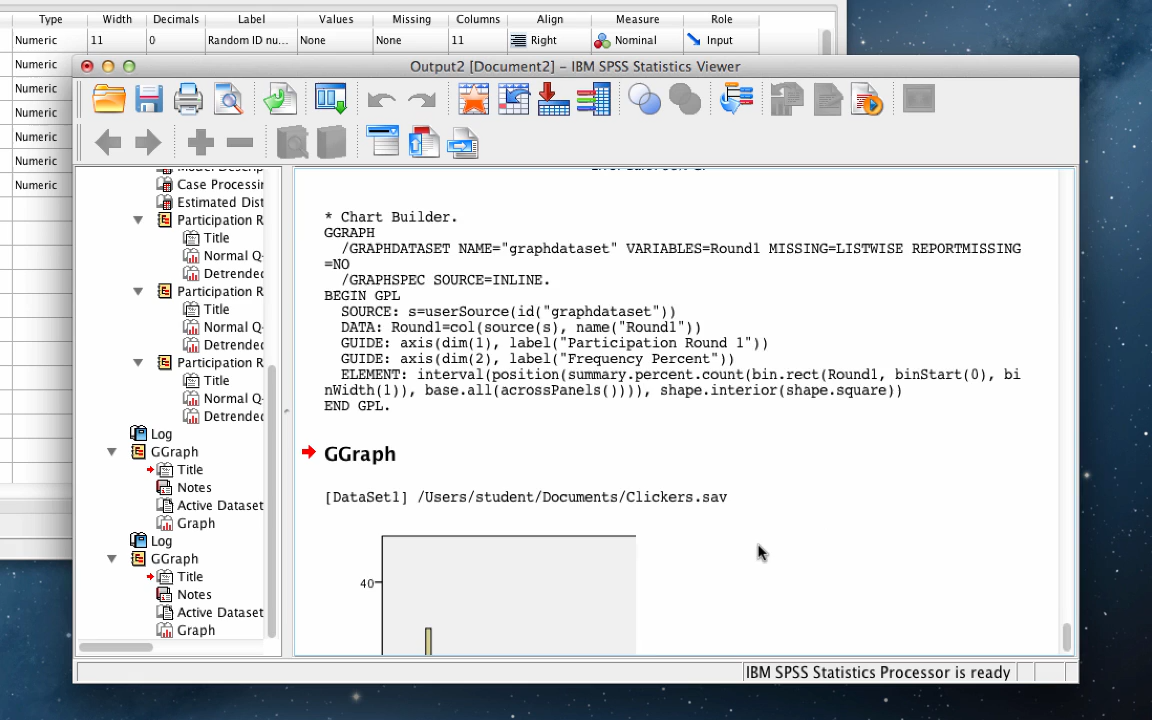 Type Width Decimals Label Values Missing Columns Align Measure Role
Numeric 11 0 Random ID nu... None None 11 Right Nominal Input
Output2 [Document2] – IBM SPSS Statistics Viewer
Numeric
Numeric
Numeric
Numeric
Numeric
Numeric
Case Processin
Estimated Dist
Participation R
Title
Normal Q-
Detrended
Participation R
Title
Normal Q-
Detrended
Participation R
Title
Normal Q-
Detrended
Log
GGraph
Title
Notes
Active Dataset
Graph
Log
GGraph
Title
Notes
Active Dataset
Graph
* Chart Builder.
GGRAPH
/GRAPHDATASET NAME="graphdataset" VARIABLES=Round1 MISSING=LISTWISE REPORTMISSING
=NO
/GRAPHSPEC SOURCE=INLINE.
BEGIN GPL
SOURCE: s=userSource(id("graphdataset"))
DATA: Round1=col(source(s), name("Round1"))
GUIDE: axis(dim(1), label("Participation Round 1"))
GUIDE: axis(dim(2), label("Frequency Percent"))
ELEMENT: interval(position(summary.percent.count(bin.rect(Round1, binStart(0), bi
nWidth(1)), base.all(acrossPanels()))), shape.interior(shape.square))
END GPL.
GGraph
[DataSet1] /Users/student/Documents/Clickers.sav
40
IBM SPSS Statistics Processor is ready